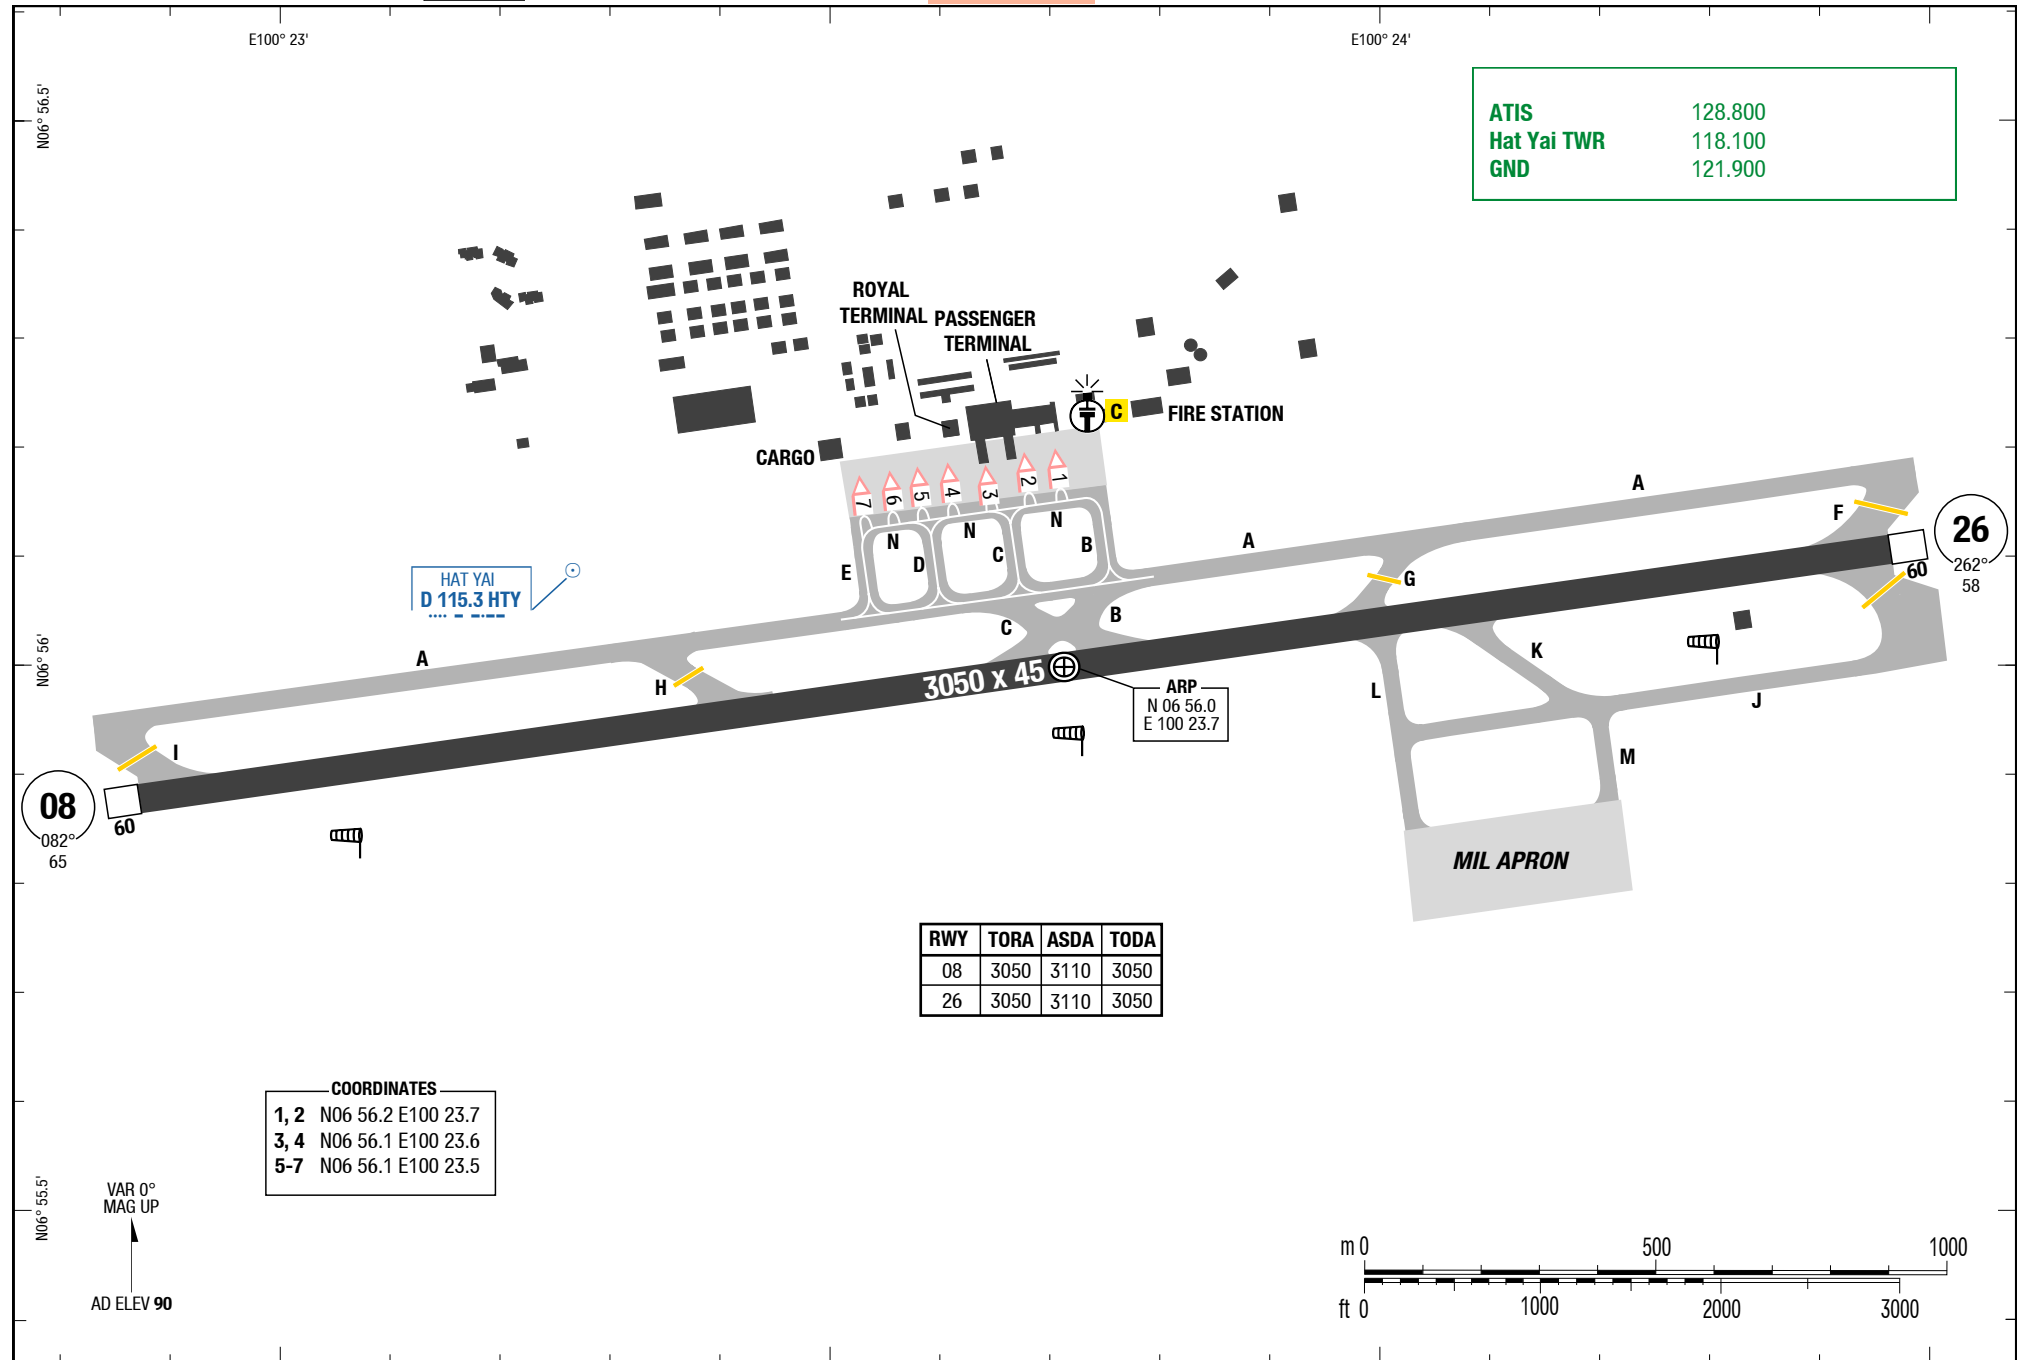 E100° 23'
E100° 24'
N06° 56.5'
ATIS 128.800
Hat Yai TWR 118.100
GND 121.900
ROYAL
TERMINAL
PASSENGER
TERMINAL
C
FIRE STATION
CARGO
7
6
5
4
3
2
1
N
N
N
E
D
C
B
A
A
F
26
262°
58
60
G
HAT YAI
D 115.3 HTY
C
B
A
H
K
L
J
M
N06° 56'
3050 x 45
ARP
N 06 56.0
E 100 23.7
I
08
082°
65
60
MIL APRON
RWY TORA ASDA TODA
08 3050 3110 3050
26 3050 3110 3050
COORDINATES
1, 2 N06 56.2 E100 23.7
3, 4 N06 56.1 E100 23.6
5-7 N06 56.1 E100 23.5
N06° 55.5'
VAR 0°
MAG UP
AD ELEV 90
m 0 500 1000
ft 0 1000 2000 3000